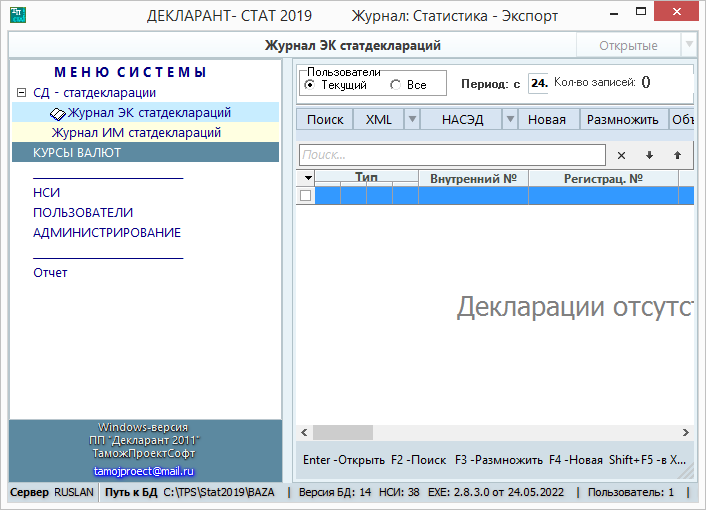 ДЕКЛАРАНТ- СТАТ 2019 Журнал: Статистика - Экспорт
Журнал ЭК статдеклараций
Открытые
М Е Н Ю С И С Т Е М Ы
СД - статдекларации
Журнал ЭК статдеклараций
Журнал ИМ статдеклараций
КУРСЫ ВАЛЮТ
НСИ
ПОЛЬЗОВАТЕЛИ
АДМИНИСТРИРОВАНИЕ
Отчет
Windows-версия
ПП "Декларант 2011"
ТаможПроектСофт
tamojproect@mail.ru
Пользователи
Текущий Все
Период: с 24. Кол-во записей: 0
Поиск XML НАСЭД Новая Размножить Объ
Поиск...
Тип Внутренний № Регистрац. №
Декларации отсутст
Enter -Открыть F2 -Поиск F3 -Размножить F4 -Новая Shift+F5 -в X...
Сервер RUSLAN Путь к БД C:\TPS\Stat2019\BAZA | Версия БД: 14 НСИ: 38 EXE: 2.8.3.0 от 24.05.2022 | Пользователь: 1 |